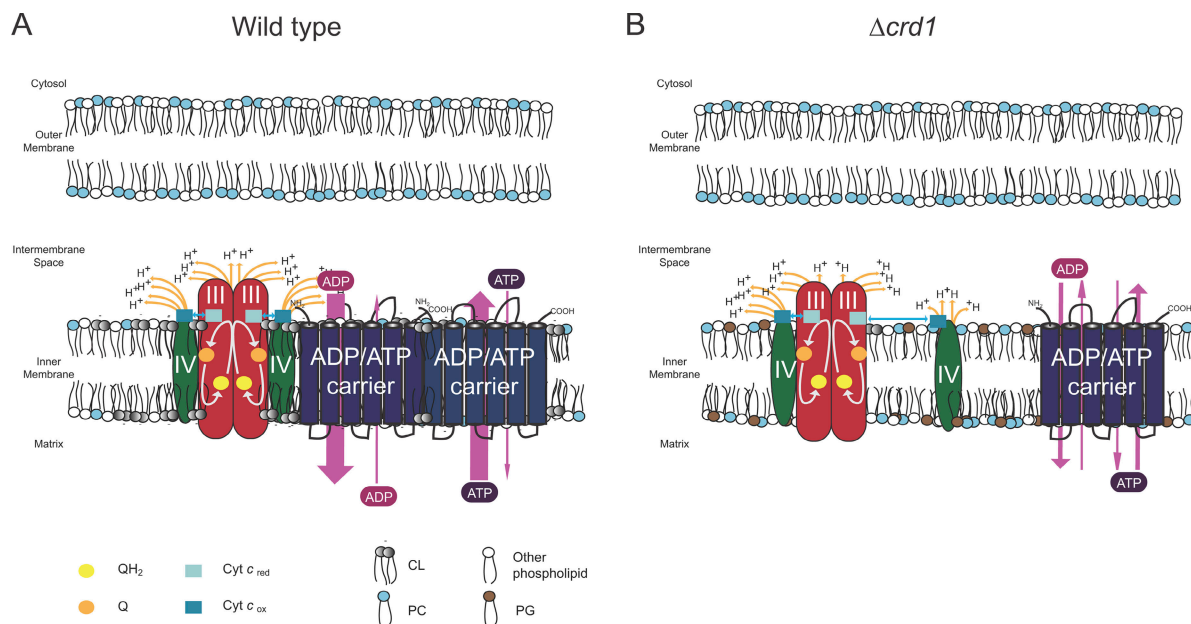 A
Wild type
Cytosol
Outer
Membrane
Intermembrane
Space
H+
H+
H+
H+
H+
H+
H+
H+
H+
H+
H+
H+
+H
H
ADP
ATP
III
III
NH2
NH2
COOH
COOH
IV
IV
ADP/ATP
carrier
ADP/ATP
carrier
Inner
Membrane
Matrix
ADP
ATP
B
Δcrd1
Cytosol
Outer
Membrane
Intermembrane
Space
H+
H+
H+
H+
H+
H+
+H
+H
+H
+H
H+
H+
+H
+H
ADP
ATP
III
III
NH2
COOH
IV
IV
ADP/ATP
carrier
Inner
Membrane
Matrix
QH2
Q
Cyt c red
Cyt c ox
CL
PC
Other
phospholipid
PG